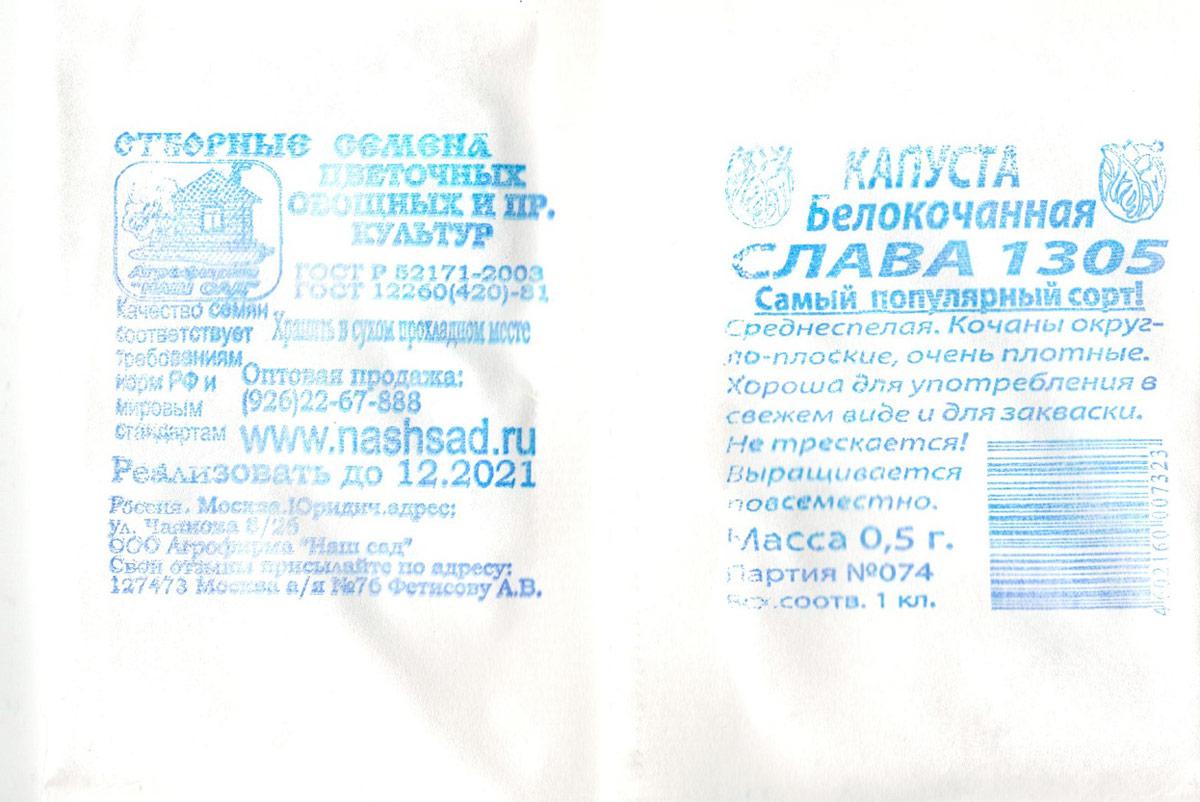 ОТБОРНЫЕ СЕМЕНА
ЦВЕТОЧНЫХ
ОВОЩНЫХ И ПР.
КУЛЬТУР
Агрофирма
"НАШ САД"
ГОСТ Р 52171-2003
ГОСТ 12260(420)-81
Качество семян
соответствует
требованиям
норм РФ и
мировым
стандартам
Хранить в сухом прохладном месте
Оптовая продажа:
(926)22-67-888
www.nashsad.ru
Реализовать до 12.2021
Россия. Москва.Юридич.адрес:
ул. Чаянова
ООО Агрофирма "Наш сад"
Свои отзывы присылайте по адресу:
127473 Москва а/я №76 Фетисову А.В.
КАПУСТА
Белокочанная
СЛАВА 1305
Самый популярный сорт!
Среднеспелая. Кочаны округ-
ло-плоские, очень плотные.
Хороша для употребления в
свежем виде и для закваски.
Не трескается!
Выращивается
повсеместно.
Масса 0,5 г.
Партия №074
соотв. 1 кл.